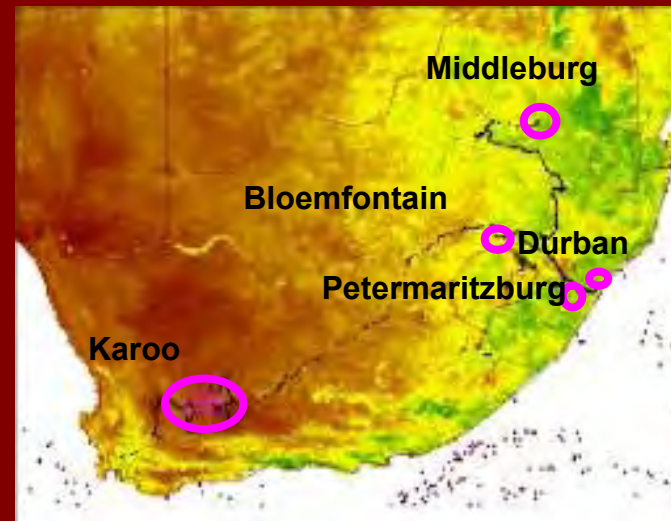 Middleburg
Bloemfontain
Durban
Petermaritzburg
Karoo